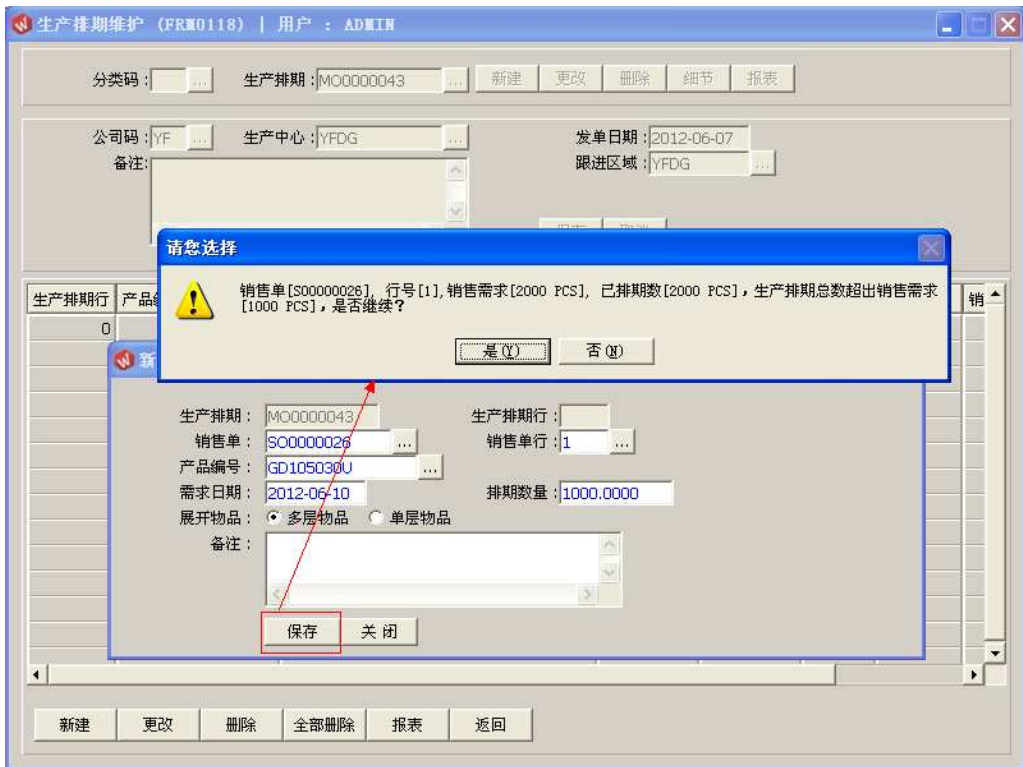 生产排期维护 (FRM0118) | 用户 : ADMIN
分类码: ... 生产排期:MO0000043 ... 新建 更改 删除 细节 报表
公司码:YF ... 生产中心:YFDG ... 发单日期:2012-06-07
备注: 跟进区域:YFDG ...
请您选择
销售单[SO0000026], 行号[1],销售需求[2000 PCS], 已排期数[2000 PCS],生产排期总数超出销售需求
[1000 PCS],是否继续?
是(Y) 否(N)
生产排期行 产品 销
0
新
生产排期: MO0000043 生产排期行:
销售单: SO0000026 ... 销售单行:1 ...
产品编号: GD105030U ...
需求日期: 2012-06-10 排期数量:1000.0000
展开物品: 多层物品 单层物品
备注:
保存 关闭
新建 更改 删除 全部删除 报表 返回